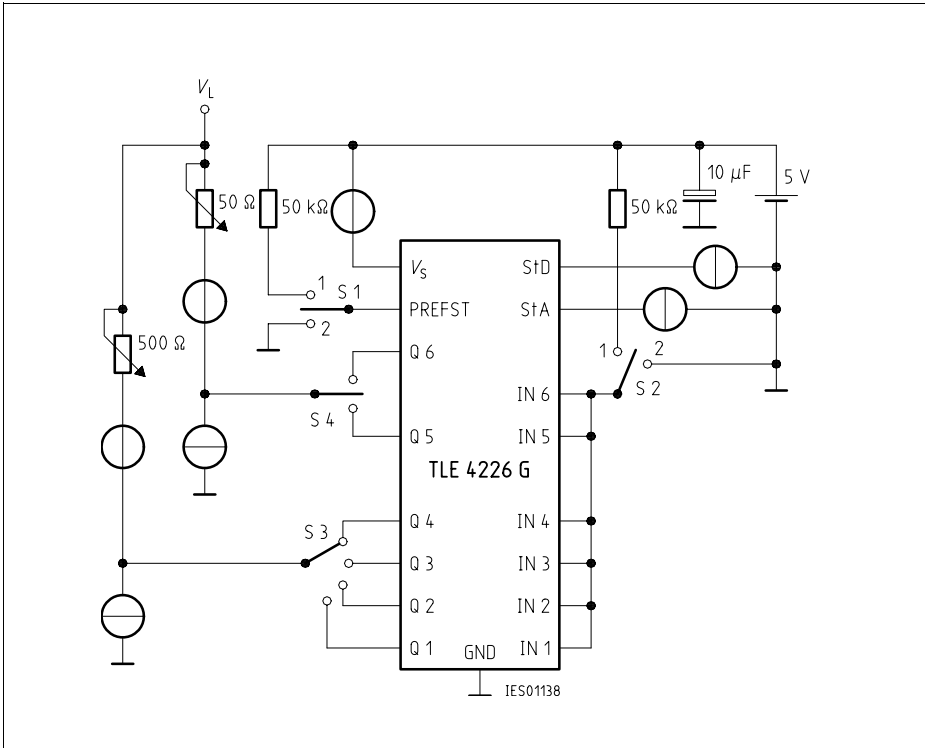 VL
10 µF
5 V
50 Ω
50 kΩ
50 kΩ
1
S 1
2
VS
StD
PREFST
StA
500 Ω
Q 6
1
2
S 2
S 4
IN 6
Q 5
IN 5
TLE 4226 G
S 3
Q 4
IN 4
Q 3
IN 3
Q 2
IN 2
Q 1
IN 1
GND
IES01138